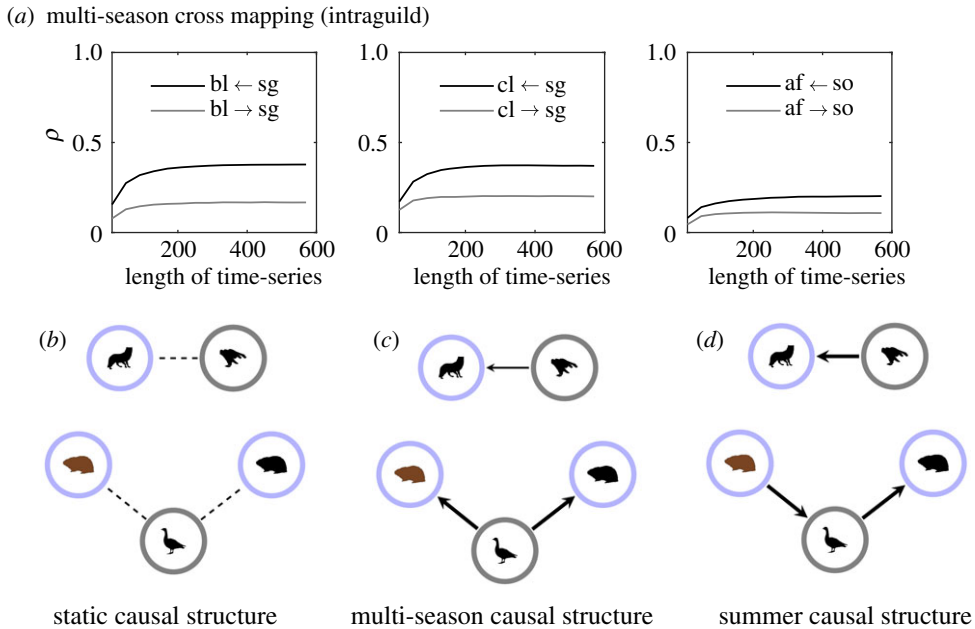 (a) multi-season cross mapping (intraguild)
1.0
bl ← sg
bl → sg
ρ
0.5
0
200
400
600
length of time-series
1.0
cl ← sg
cl → sg
0.5
0
200
400
600
length of time-series
1.0
af ← so
af → so
0.5
0
200
400
600
length of time-series
(b)
(c)
(d)
static causal structure
multi-season causal structure
summer causal structure